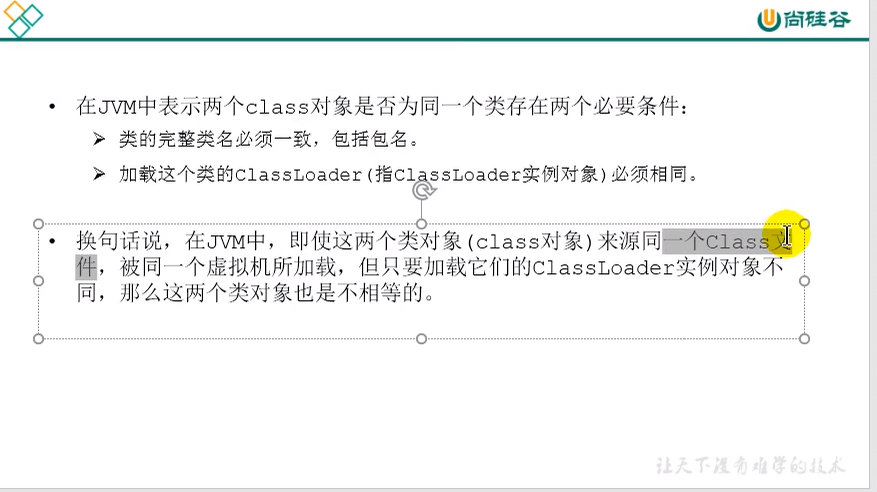 尚硅谷
• 在JVM中表示两个class对象是否为同一个类存在两个必要条件:
➢ 类的完整类名必须一致，包括包名。
➢ 加载这个类的ClassLoader(指ClassLoader实例对象)必须相同。
• 换句话说，在JVM中，即使这两个类对象(class对象)来源同一个Class文
件，被同一个虚拟机所加载，但只要加载它们的ClassLoader实例对象不
同，那么这两个类对象也是不相等的。
让天下没有难学的技术